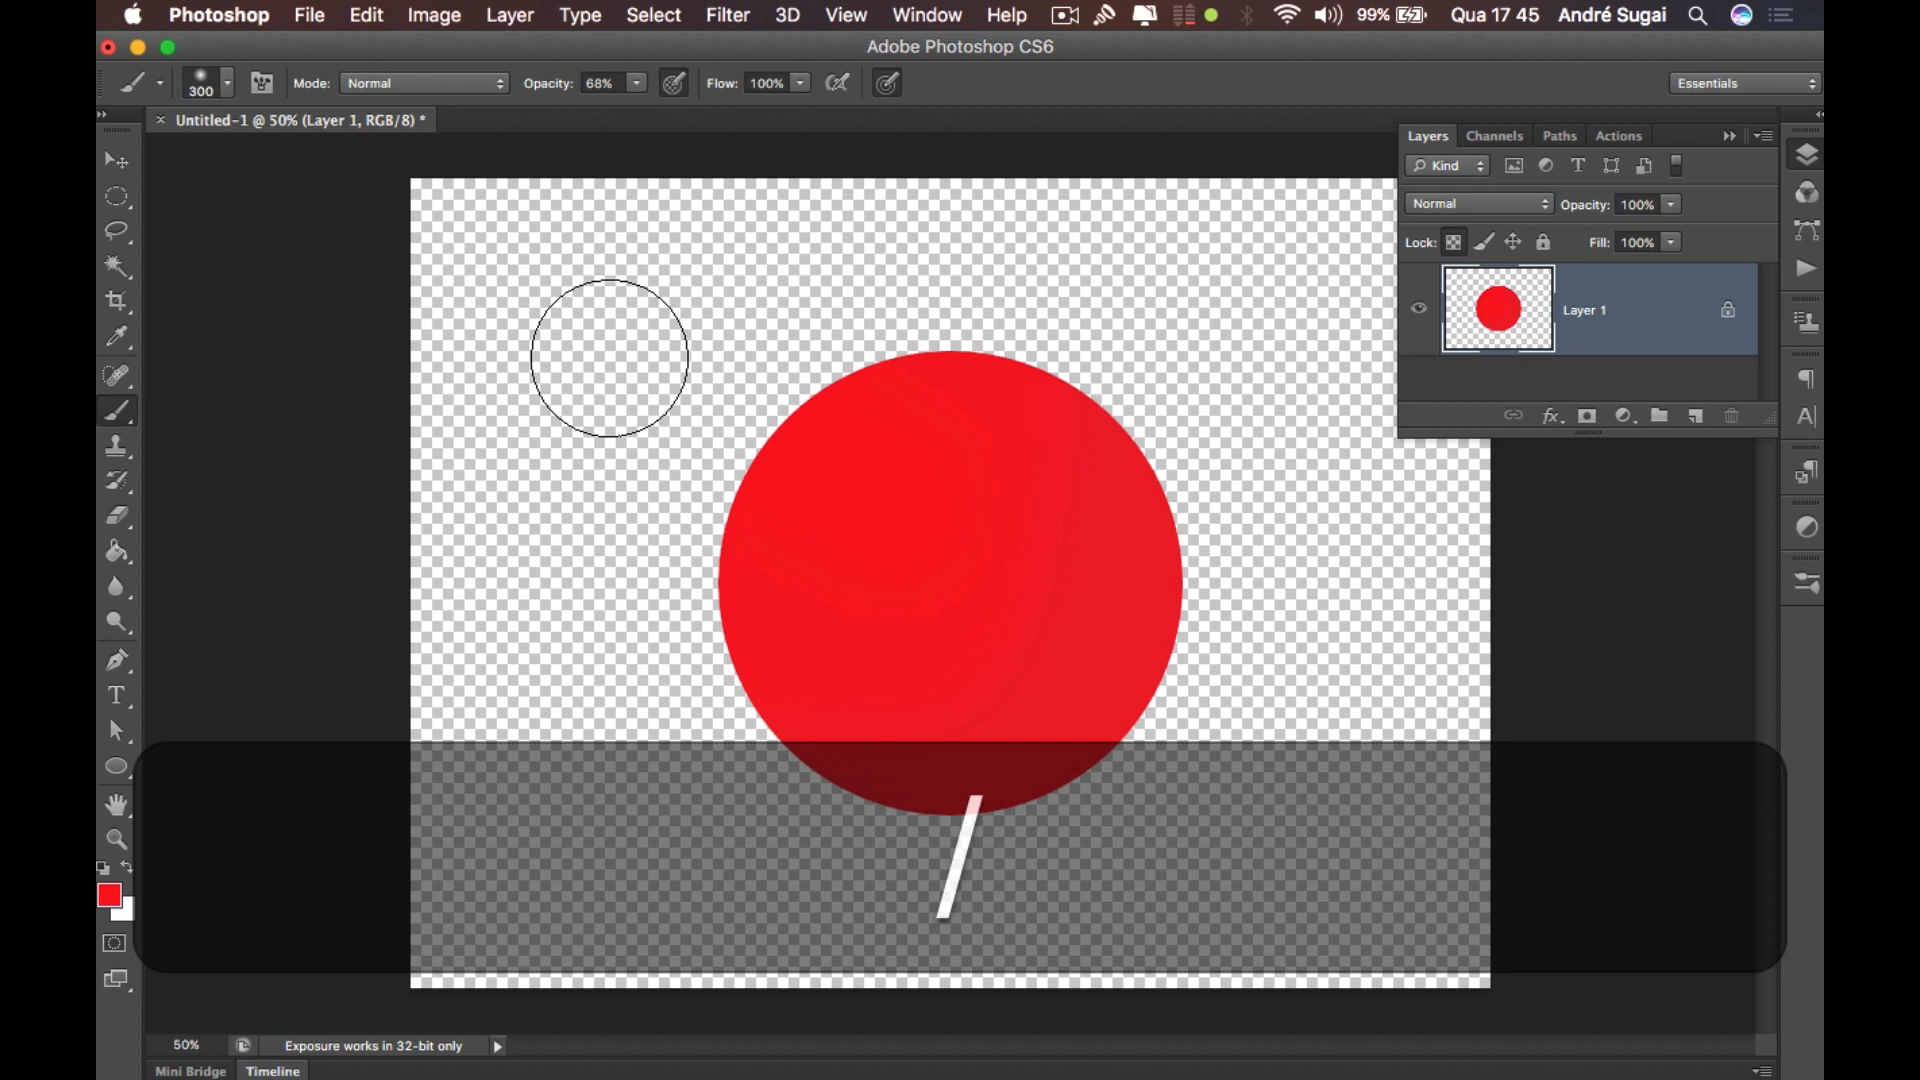 Photoshop File Edit Image Layer Type Select Filter 3D View Window Help 99% Qua 17 45 André Sugai
Adobe Photoshop CS6
300 Mode: Normal Opacity: 68% Flow: 100% Essentials
× Untitled-1 @ 50% (Layer 1, RGB/8) *
Layers Channels Paths Actions
Kind
Normal Opacity: 100%
Lock: Fill: 100%
Layer 1
fx
/
50% Exposure works in 32-bit only
Mini Bridge Timeline